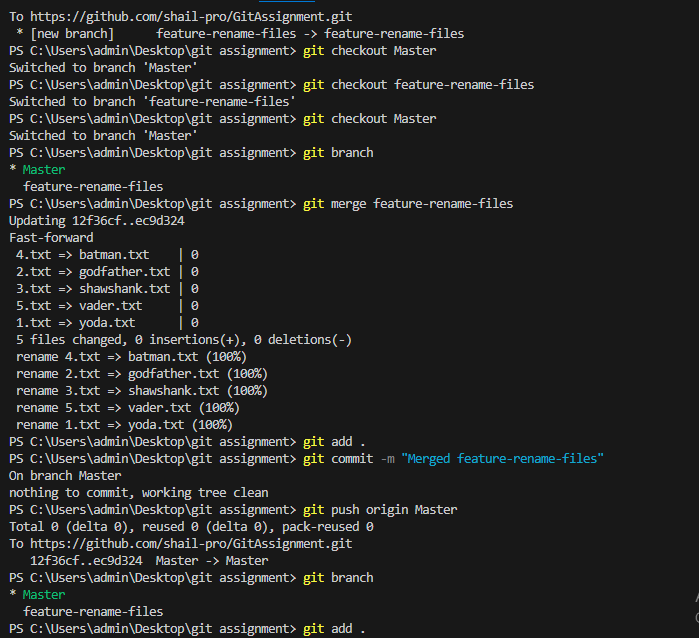 To https://github.com/shail-pro/GitAssignment.git
 * [new branch]      feature-rename-files -> feature-rename-files
PS C:\Users\admin\Desktop\git assignment> git checkout Master
Switched to branch 'Master'
PS C:\Users\admin\Desktop\git assignment> git checkout feature-rename-files
Switched to branch 'feature-rename-files'
PS C:\Users\admin\Desktop\git assignment> git checkout Master
Switched to branch 'Master'
PS C:\Users\admin\Desktop\git assignment> git branch
* Master
  feature-rename-files
PS C:\Users\admin\Desktop\git assignment> git merge feature-rename-files
Updating 12f36cf..ec9d324
Fast-forward
 4.txt => batman.txt    | 0
 2.txt => godfather.txt | 0
 3.txt => shawshank.txt | 0
 5.txt => vader.txt     | 0
 1.txt => yoda.txt      | 0
 5 files changed, 0 insertions(+), 0 deletions(-)
 rename 4.txt => batman.txt (100%)
 rename 2.txt => godfather.txt (100%)
 rename 3.txt => shawshank.txt (100%)
 rename 5.txt => vader.txt (100%)
 rename 1.txt => yoda.txt (100%)
PS C:\Users\admin\Desktop\git assignment> git add .
PS C:\Users\admin\Desktop\git assignment> git commit -m "Merged feature-rename-files"
On branch Master
nothing to commit, working tree clean
PS C:\Users\admin\Desktop\git assignment> git push origin Master
Total 0 (delta 0), reused 0 (delta 0), pack-reused 0
To https://github.com/shail-pro/GitAssignment.git
   12f36cf..ec9d324  Master -> Master
PS C:\Users\admin\Desktop\git assignment> git branch
* Master
  feature-rename-files
PS C:\Users\admin\Desktop\git assignment> git add .